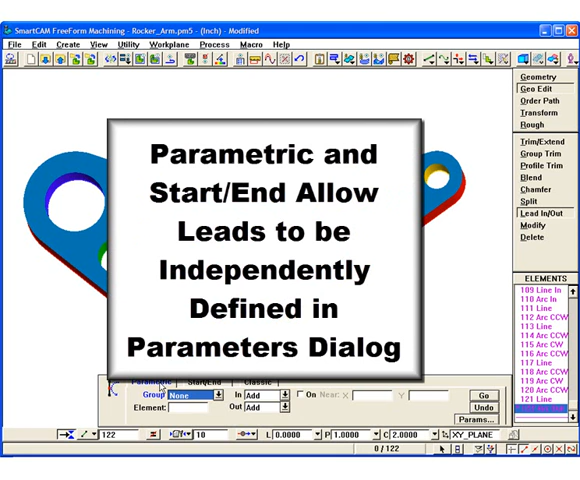 SmartCAM FreeForm Machining - Rocker_Arm.pm5 - (Inch) - Modified
File Edit Create View Utility Workplane Process Macro Help
Geometry
Geo Edit
Order Path
Transform
Rough
Trim/Extend
Group Trim
Profile Trim
Blend
Chamfer
Split
Lead In/Out
Modify
Delete
Parametric and
Start/End Allow
Leads to be
Independently
Defined in
Parameters Dialog
ELEMENTS
109 Line In
110 Arc In
111 Line
112 Arc CCW
113 Line
114 Arc CCW
115 Arc CW
116 Arc CCW
117 Line
118 Arc CW
119 Arc CW
120 Arc CCW
121 Line
Parametric Start/End Classic
Group None In Add On Near: X Y Go
Element: Out Add Undo
Params...
122 10 L 0.0000 P 1.0000 C 2.0000 XY_PLANE
0 / 122